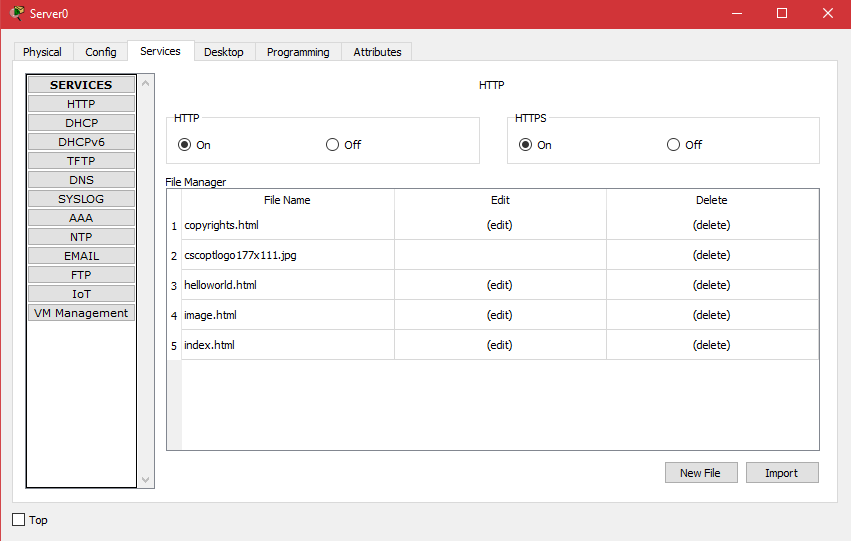 Server0
Physical Config Services Desktop Programming Attributes
SERVICES
HTTP
DHCP
DHCPv6
TFTP
DNS
SYSLOG
AAA
NTP
EMAIL
FTP
IoT
VM Management
HTTP
HTTP
On Off
HTTPS
On Off
File Manager
File Name Edit Delete
1 copyrights.html (edit) (delete)
2 cscoptlogo177x111.jpg (delete)
3 helloworld.html (edit) (delete)
4 image.html (edit) (delete)
5 index.html (edit) (delete)
New File Import
Top